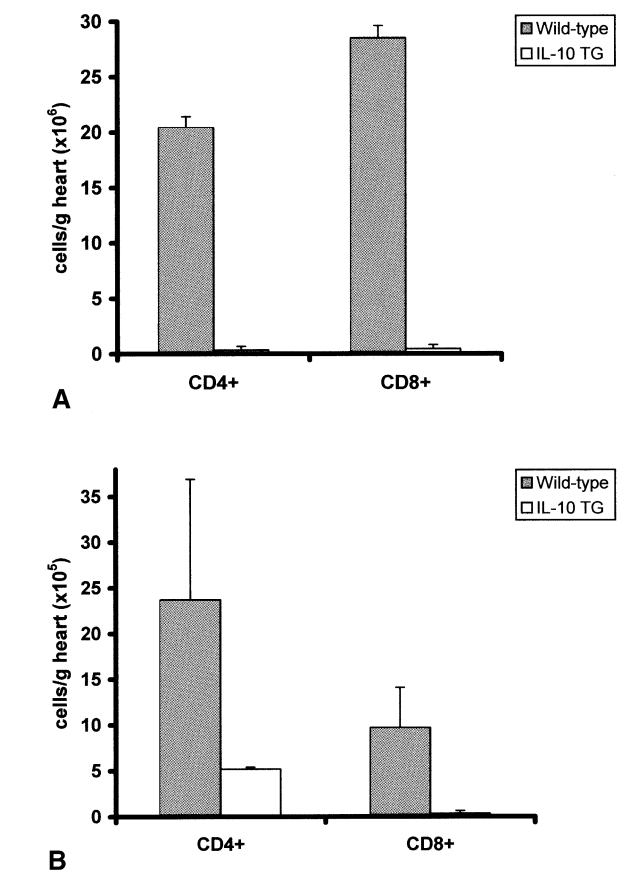 30
25
20
15
10
5
0
cells/g heart (x10⁶)
Wild-type
IL-10 TG
CD4+ CD8+
A
35
30
25
20
15
10
5
0
cells/g heart (x10⁵)
Wild-type
IL-10 TG
CD4+ CD8+
B